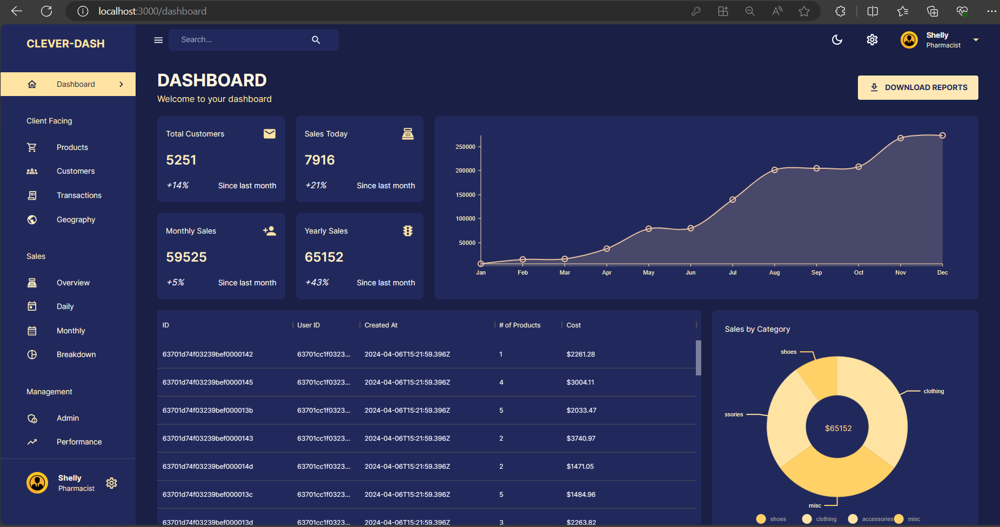 localhost:3000/dashboard
CLEVER-DASH
Search...
Shelly
Pharmacist
Dashboard
Client Facing
Products
Customers
Transactions
Geography
Sales
Overview
Daily
Monthly
Breakdown
Management
Admin
Performance
Shelly
Pharmacist
DASHBOARD
Welcome to your dashboard
DOWNLOAD REPORTS
Total Customers
5251
+14% Since last month
Sales Today
7916
+21% Since last month
Monthly Sales
59525
+5% Since last month
Yearly Sales
65152
+43% Since last month
250000
200000
150000
100000
50000
Jan Feb Mar Apr May Jun Jul Aug Sep Oct Nov Dec
ID User ID Created At # of Products Cost
63701d74f03239bef0000142 63701cc1f0323... 2024-04-06T15:21:59.396Z 1 $2261.28
63701d74f03239bef0000145 63701cc1f0323... 2024-04-06T15:21:59.396Z 4 $3004.11
63701d74f03239bef000013b 63701cc1f0323... 2024-04-06T15:21:59.396Z 5 $2033.47
63701d74f03239bef0000143 63701cc1f0323... 2024-04-06T15:21:59.396Z 2 $3740.97
63701d74f03239bef000014d 63701cc1f0323... 2024-04-06T15:21:59.396Z 2 $1471.05
63701d74f03239bef000013c 63701cc1f0323... 2024-04-06T15:21:59.396Z 5 $1484.96
63701d74f03239bef000013d 63701cc1f0323... 2024-04-06T15:21:59.396Z 3 $2263.82
Sales by Category
shoes
clothing
ssories
$65152
misc
shoes clothing accessories misc